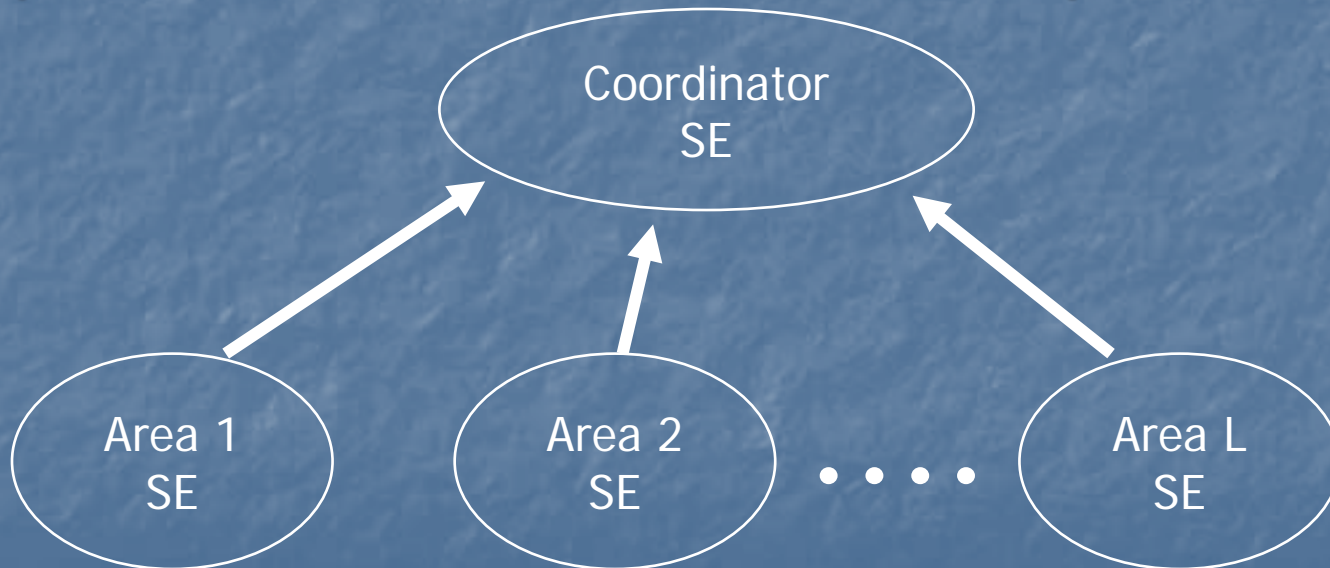 Coordinator
SE
Area 1
SE
Area 2
SE
Area L
SE